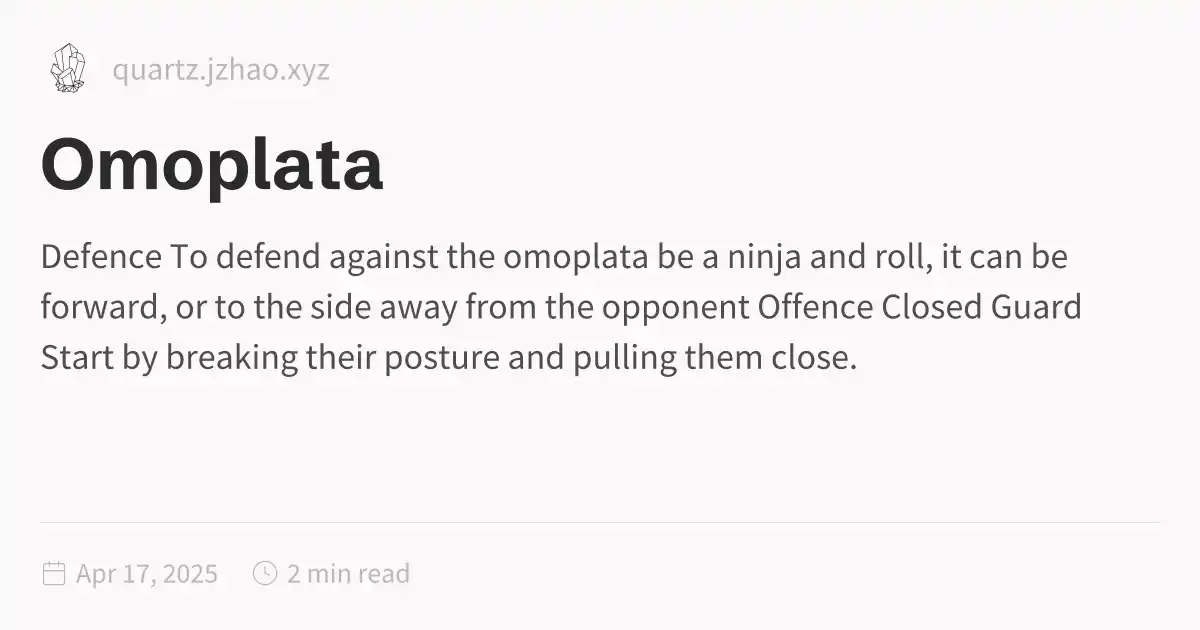 quartz.jzhao.xyz
Omoplata
Defence To defend against the omoplata be a ninja and roll, it can be
forward, or to the side away from the opponent Offence Closed Guard
Start by breaking their posture and pulling them close.
Apr 17, 2025 2 min read